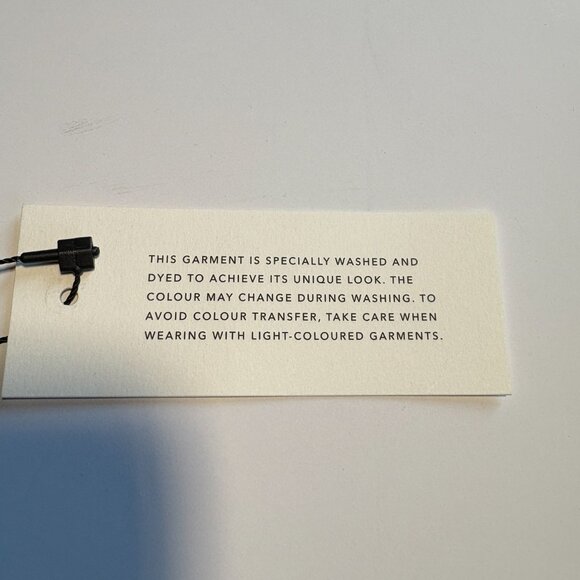 THIS GARMENT IS SPECIALLY WASHED AND
DYED TO ACHIEVE ITS UNIQUE LOOK. THE
COLOUR MAY CHANGE DURING WASHING. TO
AVOID COLOUR TRANSFER, TAKE CARE WHEN
WEARING WITH LIGHT-COLOURED GARMENTS.